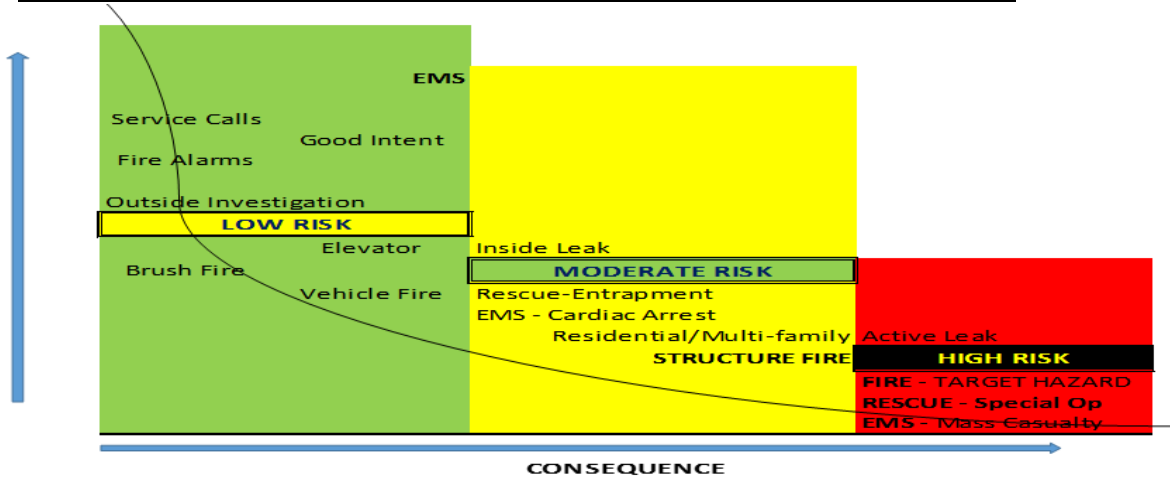 EMS
Service Calls
Good Intent
Fire Alarms
Outside Investigation
LOW RISK
Elevator
Inside Leak
Brush Fire
MODERATE RISK
Vehicle Fire
Rescue-Entrapment
EMS - Cardiac Arrest
Residential/Multi-family
Active Leak
STRUCTURE FIRE
HIGH RISK
FIRE - TARGET HAZARD
RESCUE - Special Op
EMS - Mass Casualty
CONSEQUENCE